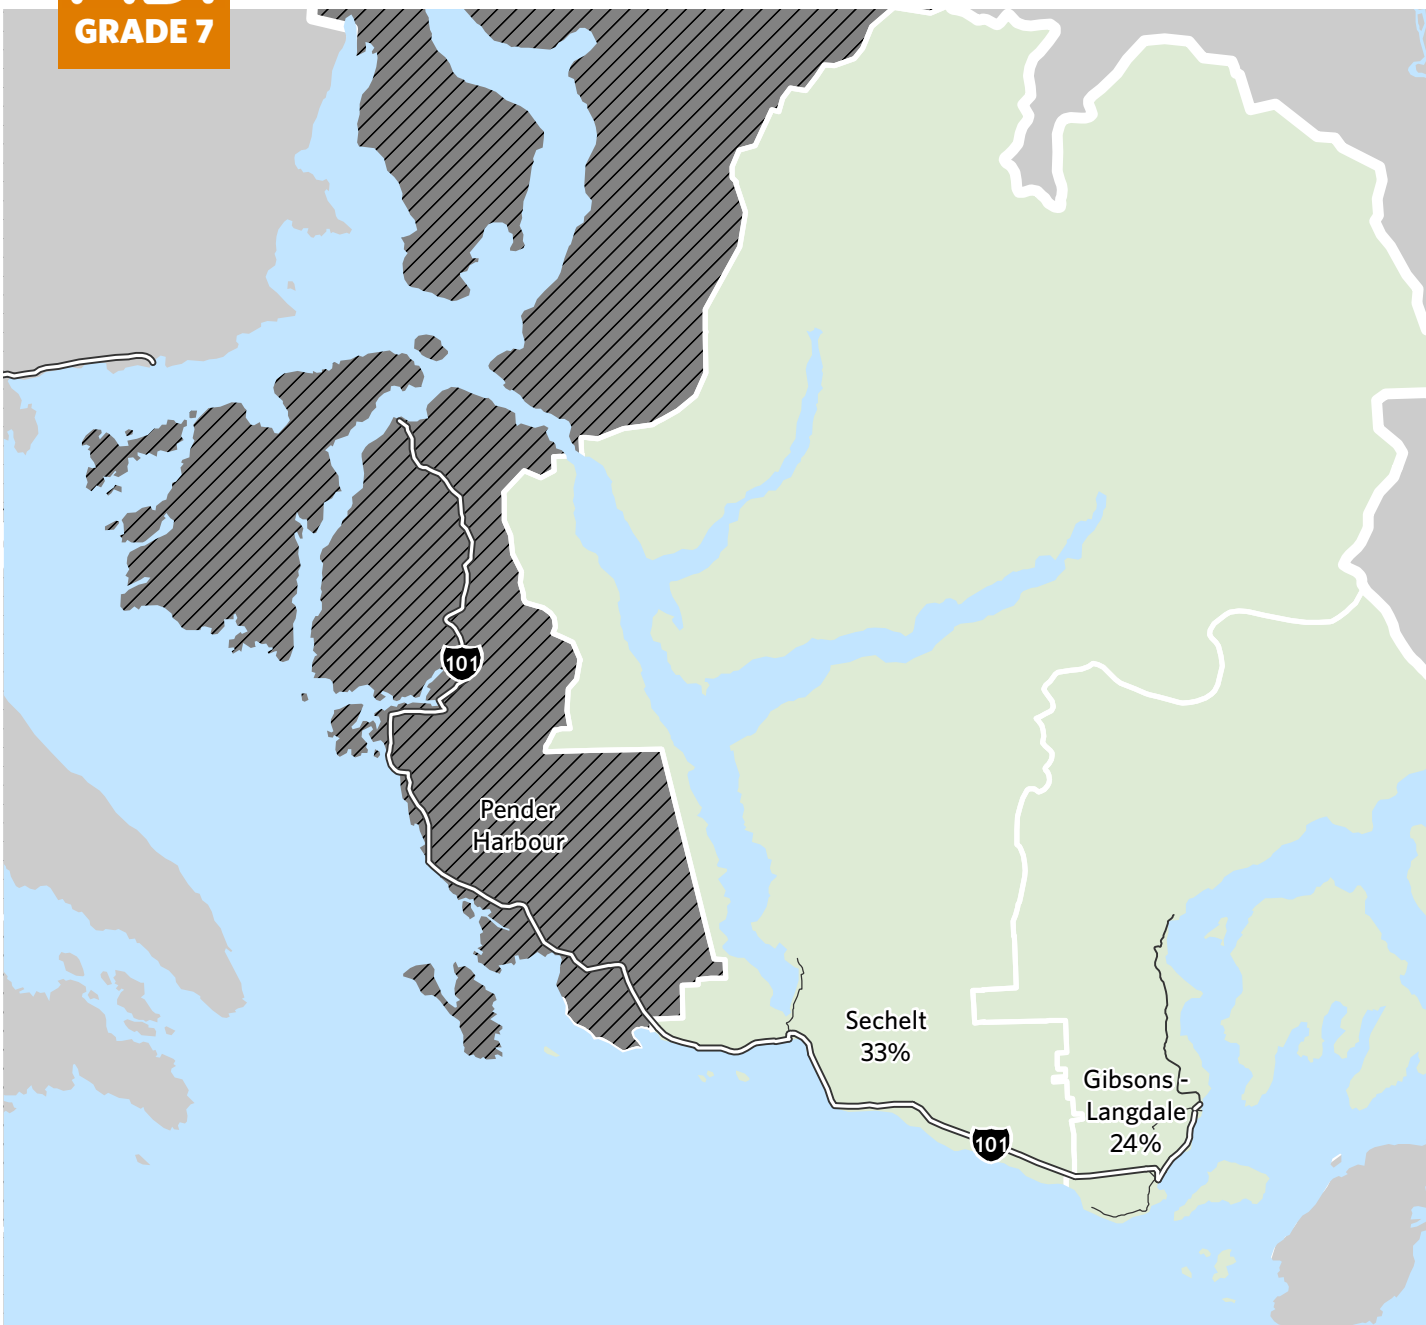 GRADE 7
101
Pender
Harbour
Sechelt
33%
Gibsons -
Langdale
24%
101